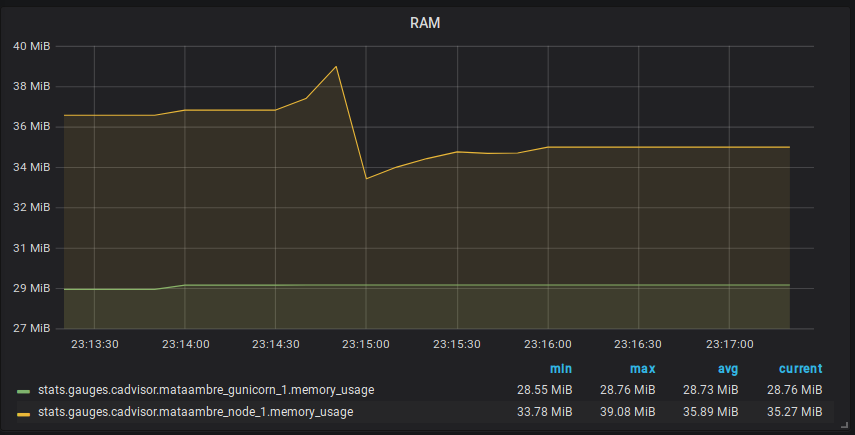 RAM
40 MiB
38 MiB
36 MiB
34 MiB
32 MiB
31 MiB
29 MiB
27 MiB
23:13:30 23:14:00 23:14:30 23:15:00 23:15:30 23:16:00 23:16:30 23:17:00
min max avg current
stats.gauges.cadvisor.mataambre_gunicorn_1.memory_usage 28.55 MiB 28.76 MiB 28.73 MiB 28.76 MiB
stats.gauges.cadvisor.mataambre_node_1.memory_usage 33.78 MiB 39.08 MiB 35.89 MiB 35.27 MiB